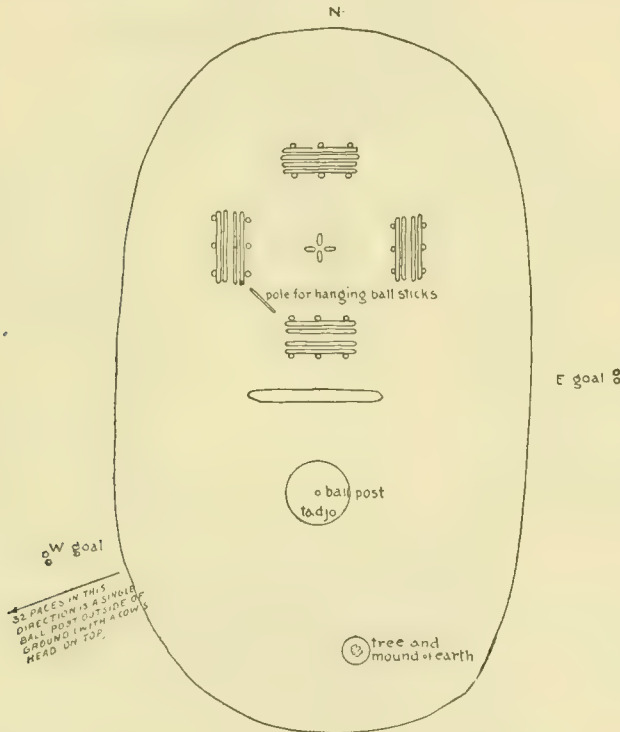 N.
pole for hanging ball sticks
E goal
ball post
tadjo
W goal
32 PACES IN THIS
DIRECTION IS A SINGLE
BALL POST OUTSIDE OF
GROUND (WITH A COW'S
HEAD ON TOP.
tree and
mound of earth